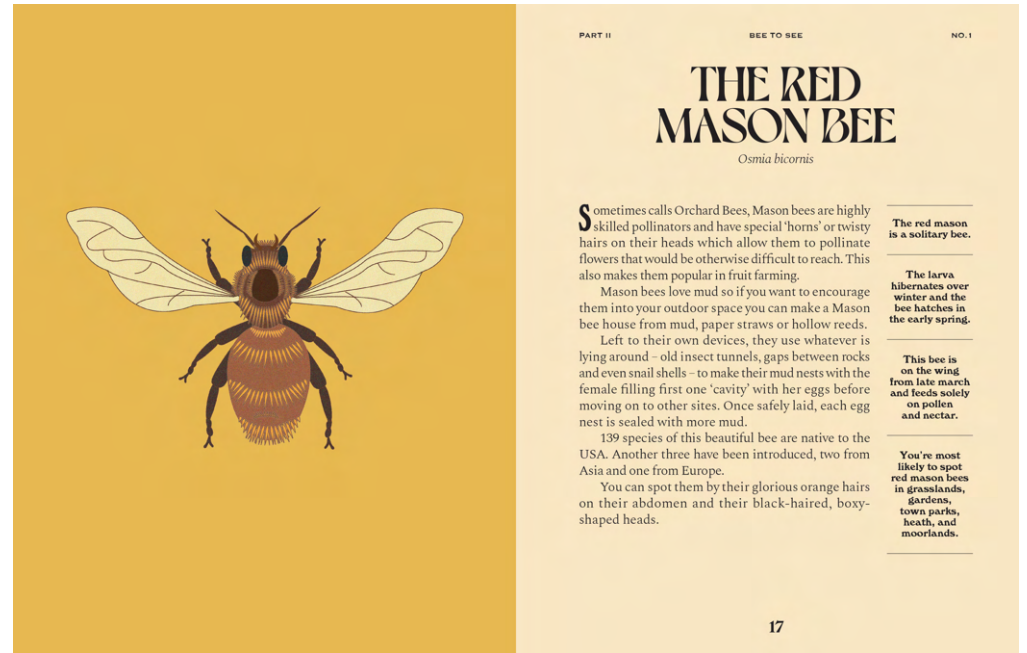 PART II
BEE TO SEE
NO.1
THE RED
MASON BEE
Osmia bicornis
Sometimes calls Orchard Bees, Mason bees are highly
skilled pollinators and have special ‘horns’ or twisty
hairs on their heads which allow them to pollinate
flowers that would be otherwise difficult to reach. This
also makes them popular in fruit farming.
Mason bees love mud so if you want to encourage
them into your outdoor space you can make a Mason
bee house from mud, paper straws or hollow reeds.
Left to their own devices, they use whatever is
lying around – old insect tunnels, gaps between rocks
and even snail shells – to make their mud nests with the
female filling first one ‘cavity’ with her eggs before
moving on to other sites. Once safely laid, each egg
nest is sealed with more mud.
139 species of this beautiful bee are native to the
USA. Another three have been introduced, two from
Asia and one from Europe.
You can spot them by their glorious orange hairs
on their abdomen and their black-haired, boxy-
shaped heads.
The red mason
is a solitary bee.
The larva
hibernates over
winter and the
bee hatches in
the early spring.
This bee is
on the wing
from late march
and feeds solely
on pollen
and nectar.
You're most
likely to spot
red mason bees
in grasslands,
gardens,
town parks,
heath, and
moorlands.
17